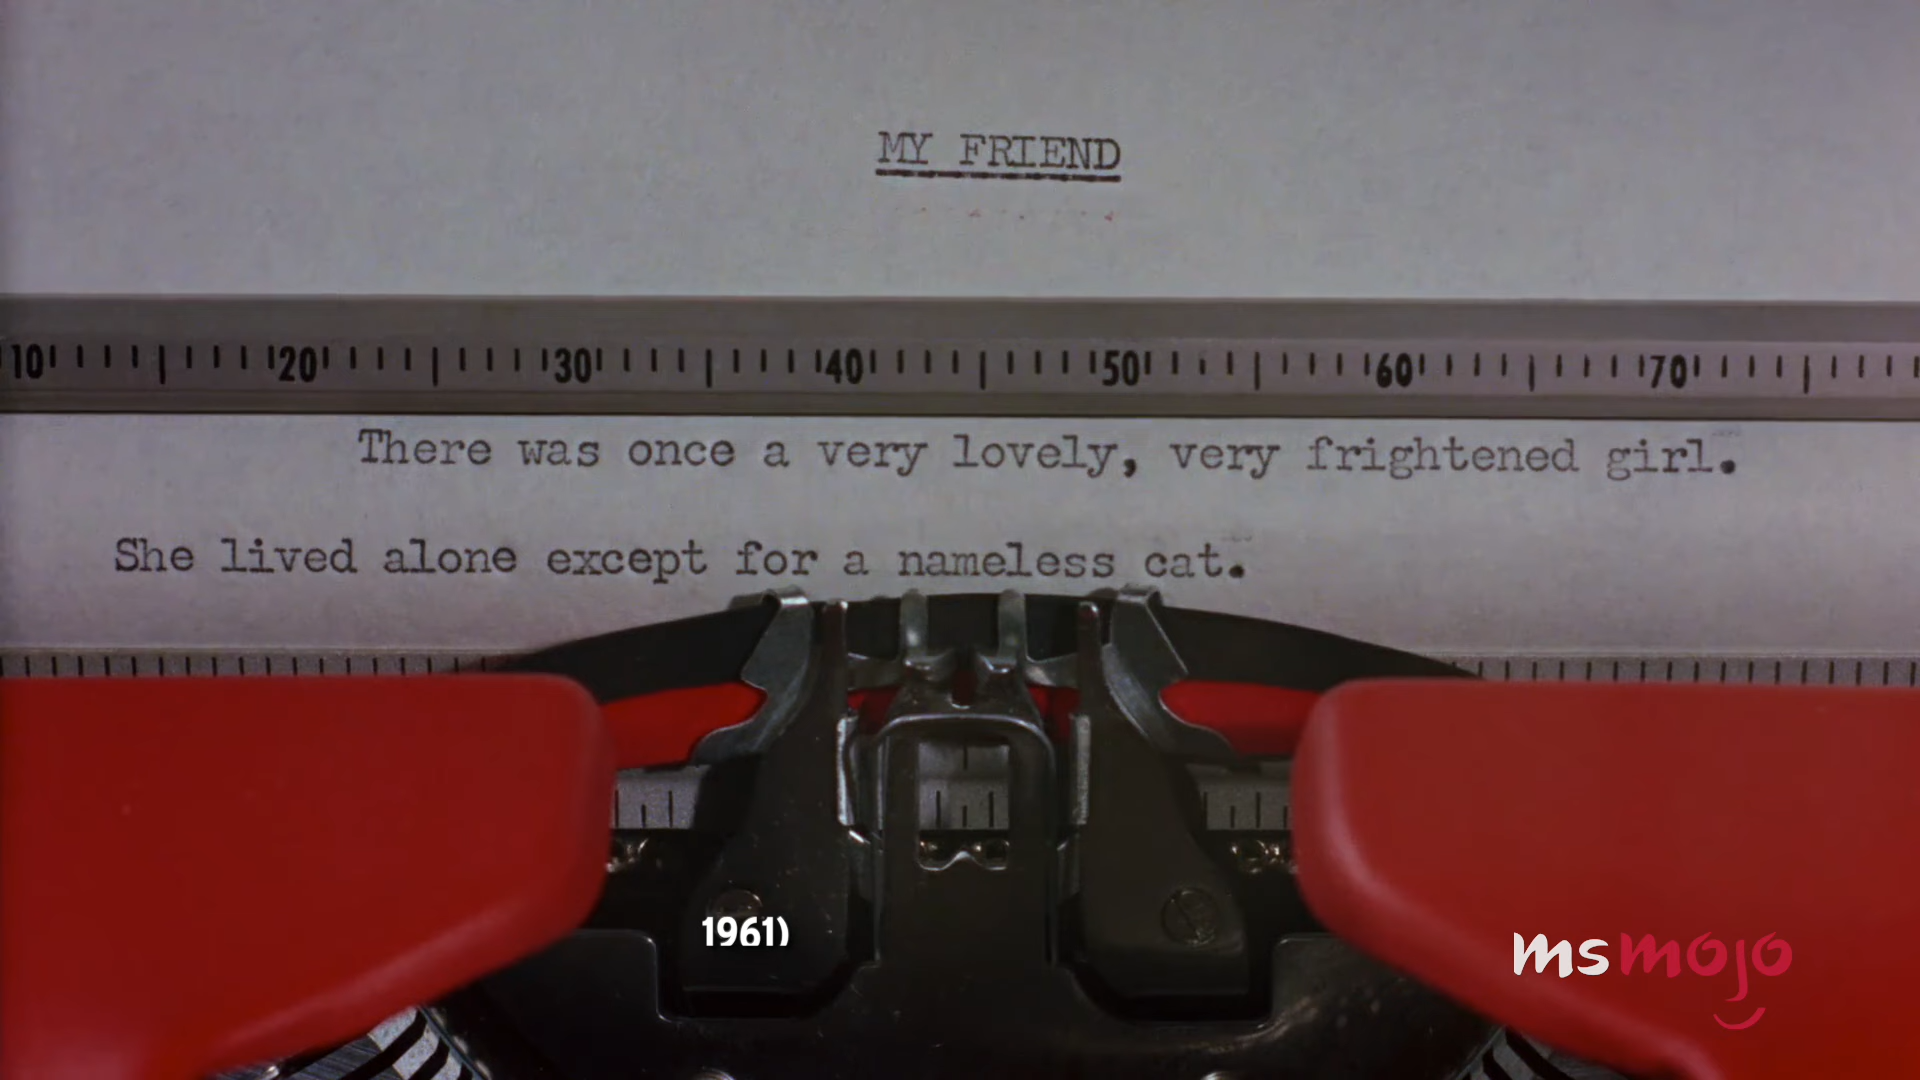 MY FRIEND
10 20 30 40 50 60 70
There was once a very lovely, very frightened girl.
She lived alone except for a nameless cat.
1961)
msmojo